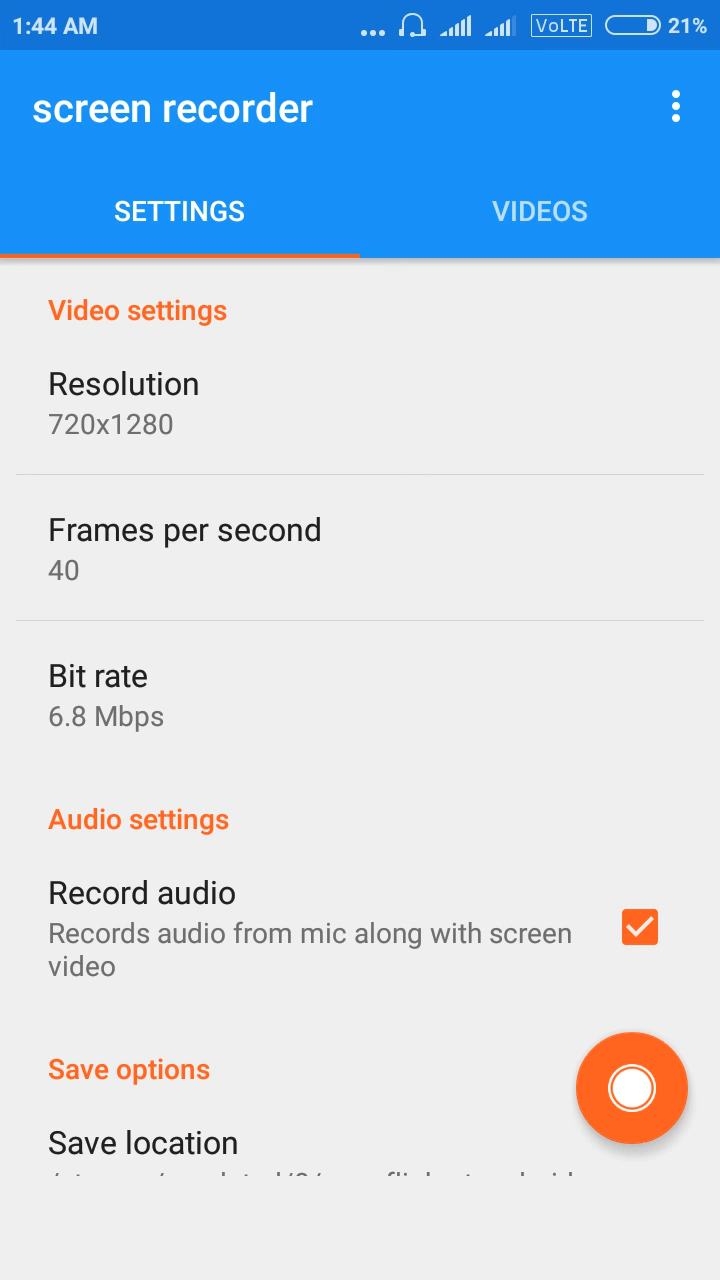 1:44 AM
VoLTE
21%
screen recorder
SETTINGS
VIDEOS
Video settings
Resolution
720x1280
Frames per second
40
Bit rate
6.8 Mbps
Audio settings
Record audio
Records audio from mic along with screen
video
Save options
Save location